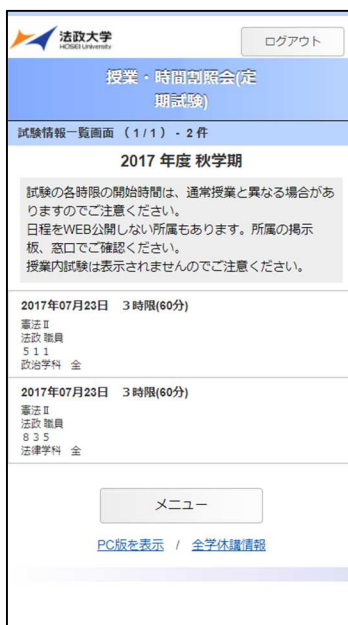 法政大学
HOSEI University
ログアウト
授業・時間割照会(定
期試験)
試験情報一覧画面 (1/1) - 2件
2017 年度 秋学期
試験の各時限の開始時間は、通常授業と異なる場合があ
りますのでご注意ください。
日程をWEB公開しない所属もあります。所属の掲示
板、窓口でご確認ください。
授業内試験は表示されませんのでご注意ください。
2017年07月23日 3時限(60分)
憲法Ⅱ
法政 職員
511
政治学科 全
2017年07月23日 3時限(60分)
憲法Ⅱ
法政 職員
835
法律学科 全
メニュー
PC版を表示 / 全学休講情報